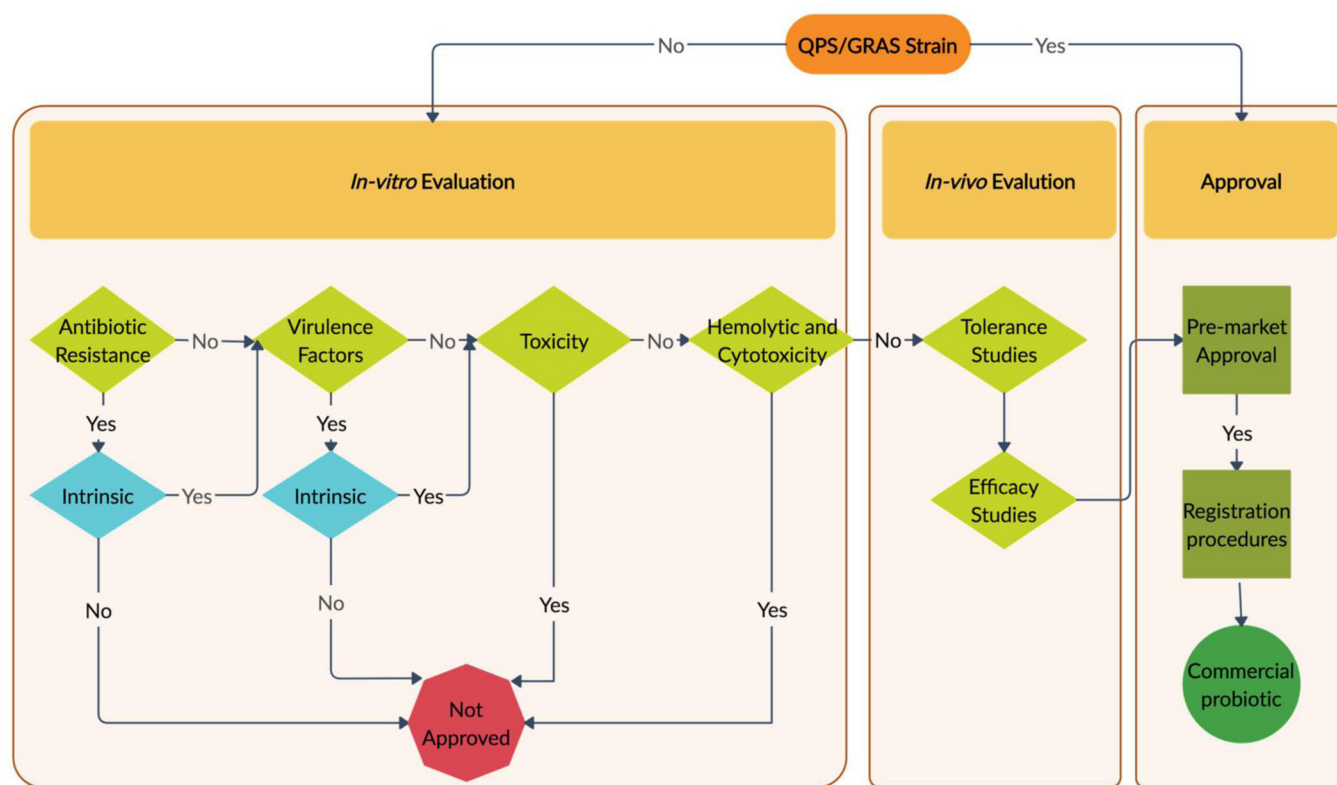 No
QPS/GRAS Strain
Yes
In-vitro Evaluation
In-vivo Evalution
Approval
Antibiotic
Resistance
No
Virulence
Factors
No
Toxicity
No
Hemolytic and
Cytotoxicity
No
Tolerance
Studies
Pre-market
Approval
Yes
Yes
Yes
Intrinsic
Yes
Intrinsic
Yes
Efficacy
Studies
Registration
procedures
No
No
Yes
Yes
Not
Approved
Commercial
probiotic